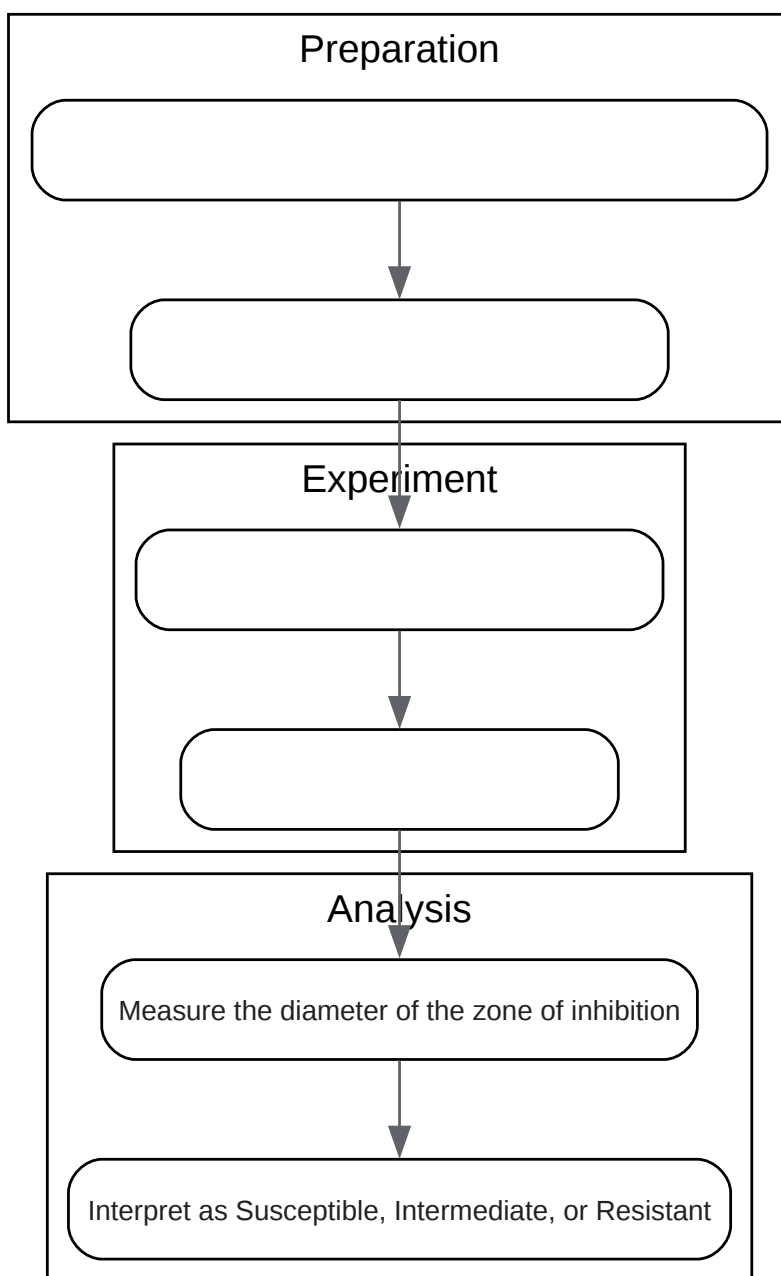 Preparation
Experiment
Analysis
Measure the diameter of the zone of inhibition
Interpret as Susceptible, Intermediate, or Resistant